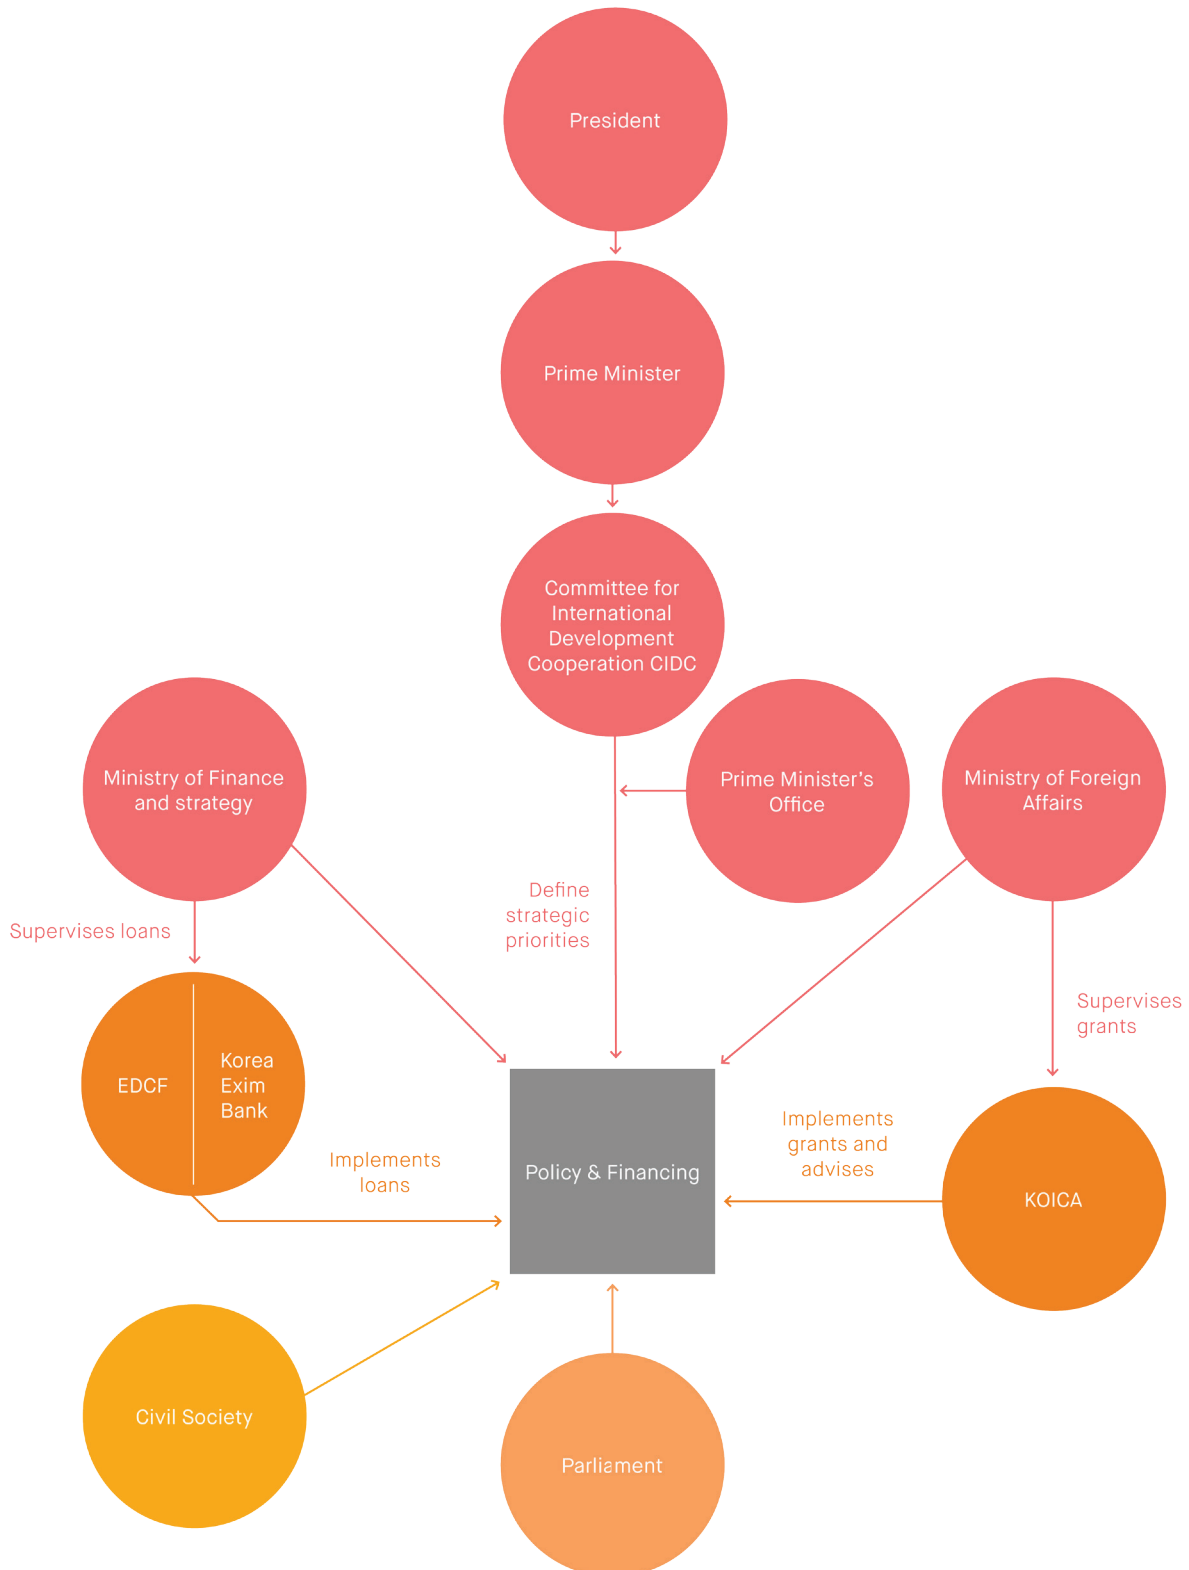 President
Prime Minister
Committee for
International
Development
Cooperation CIDC
Ministry of Finance
and strategy
Prime Minister's
Office
Ministry of Foreign
Affairs
Define
strategic
priorities
Supervises loans
Supervises
grants
EDCF
Korea
Exim
Bank
Implements
loans
Policy & Financing
Implements
grants and
advises
KOICA
Civil Society
Parliament